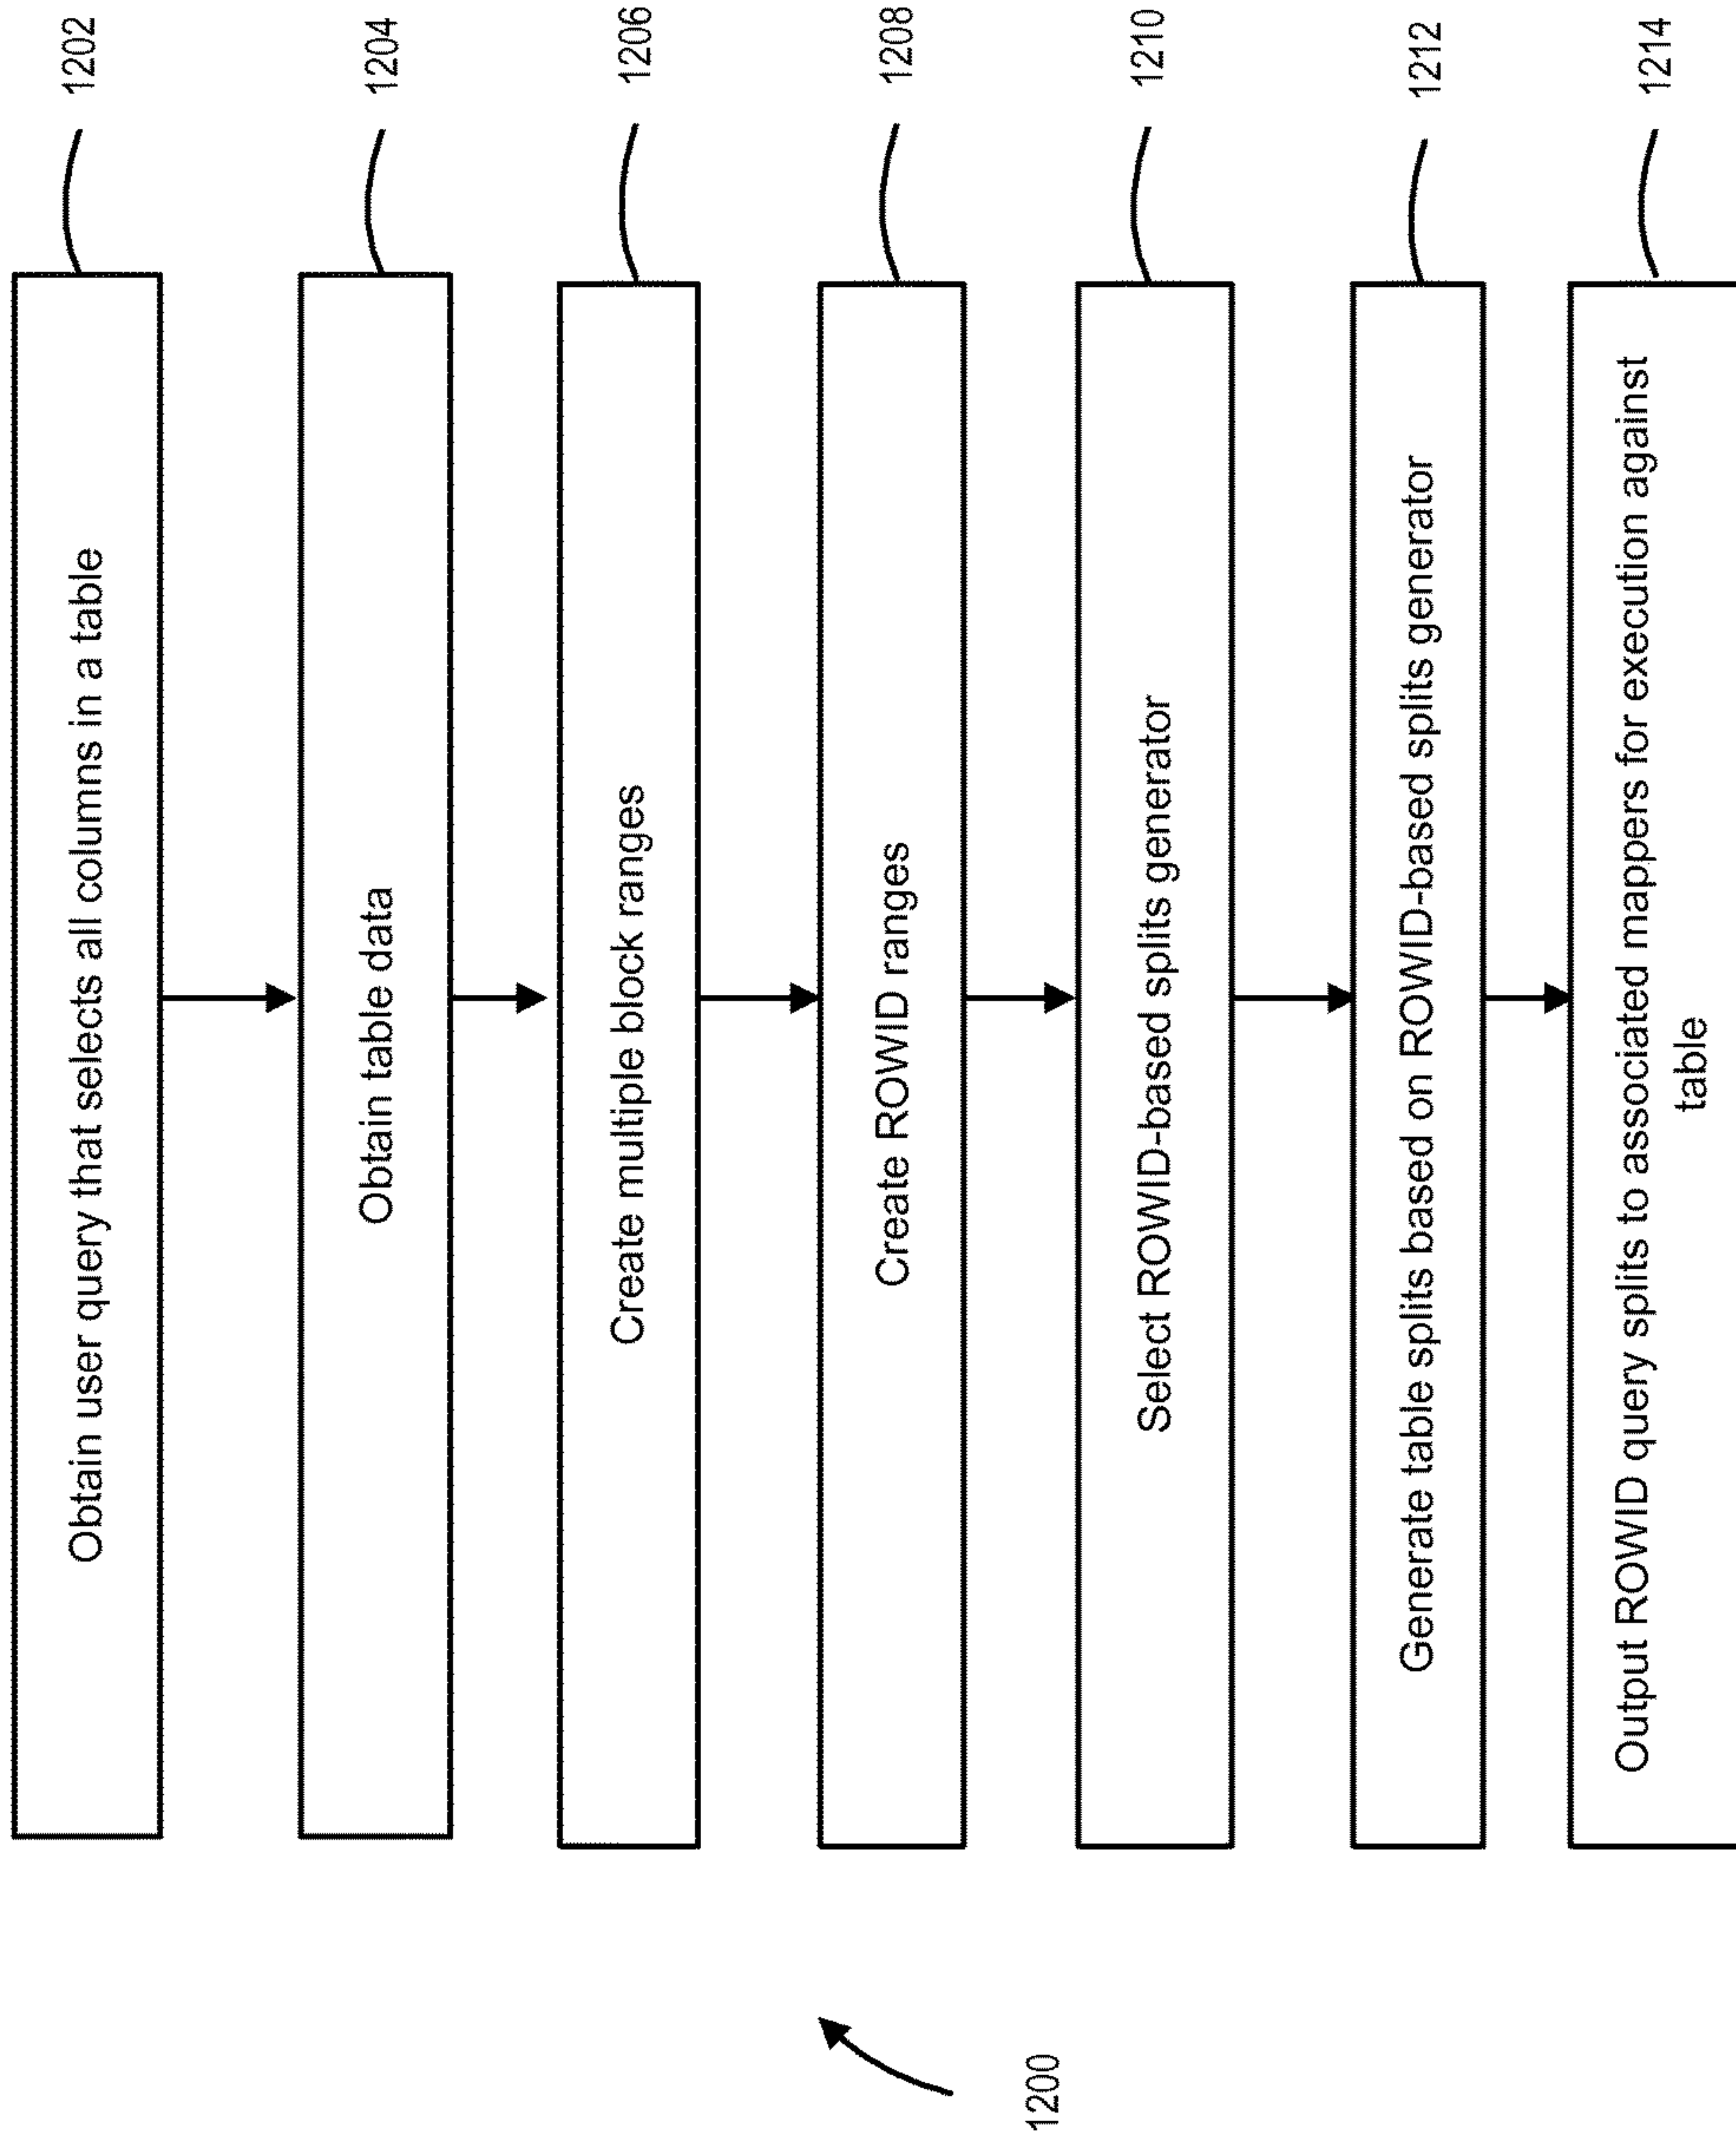 Obtain user query that selects all columns in a table
1202
Obtain table data
1204
Create multiple block ranges
1206
Create ROWID ranges
1208
Select ROWID-based splits generator
1210
Generate table splits based on ROWID-based splits generator
1212
Output ROWID query splits to associated mappers for execution against
table
1214
1200